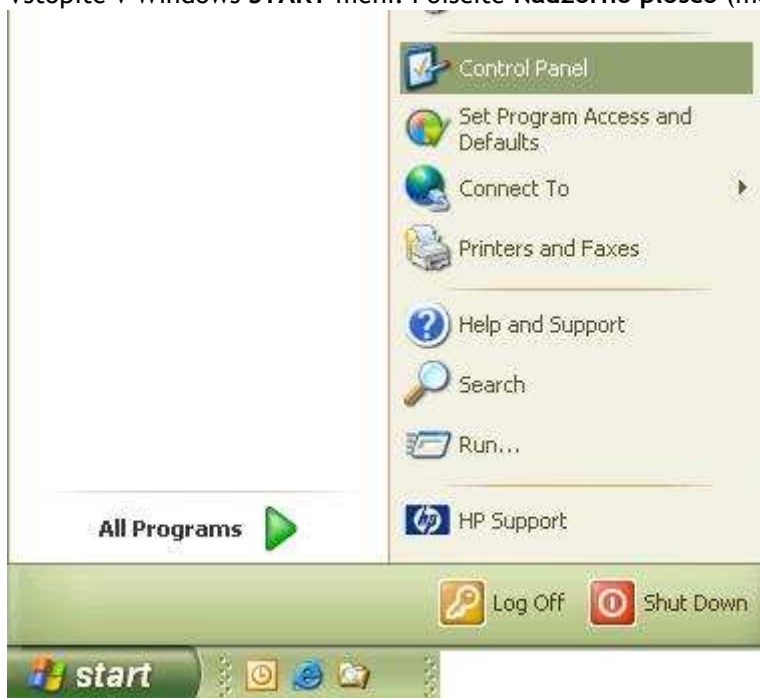 Vstopite v Windows START meni. Poiščite Nadzorno ploščo
Control Panel
Set Program Access and
Defaults
Connect To
Printers and Faxes
Help and Support
Search
Run...
All Programs
HP Support
Log Off
Shut Down
start